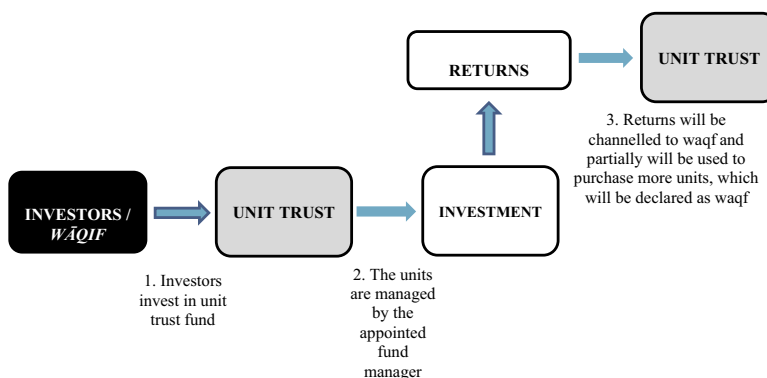 RETURNS
UNIT TRUST
3. Returns will be
channelled to waqf and
partially will be used to
purchase more units, which
will be declared as waqf
INVESTORS /
WĀQIF
UNIT TRUST
INVESTMENT
1. Investors
invest in unit
trust fund
2. The units
are managed
by the
appointed
fund
manager